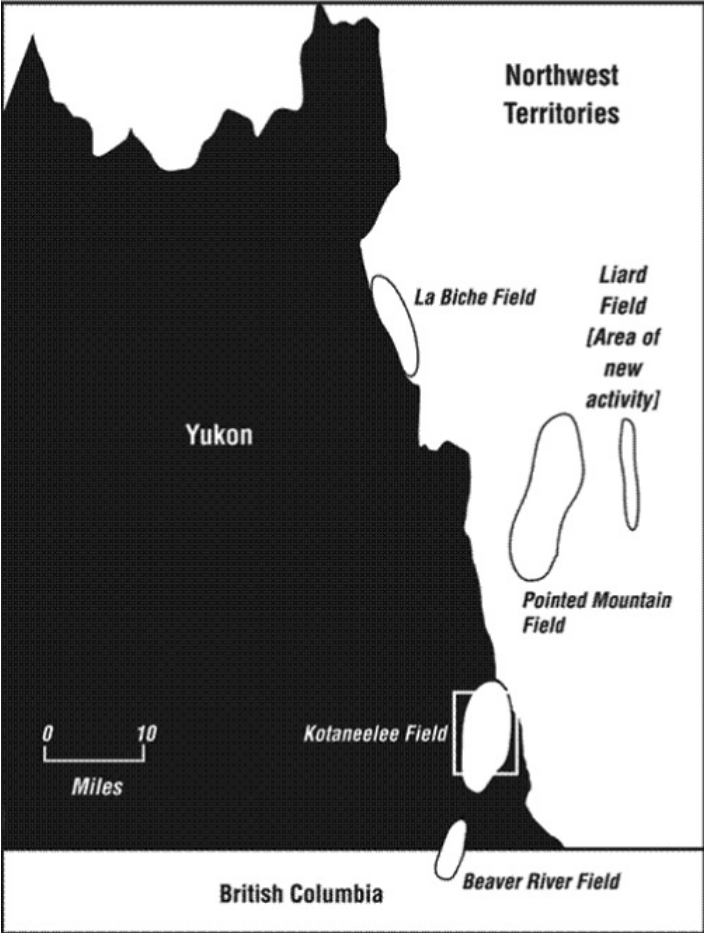 Northwest
Territories
La Biche Field
Liard
Field
[Area of
new
activity]
Yukon
Pointed Mountain
Field
Kotaneelee Field
0 10
Miles
Beaver River Field
British Columbia